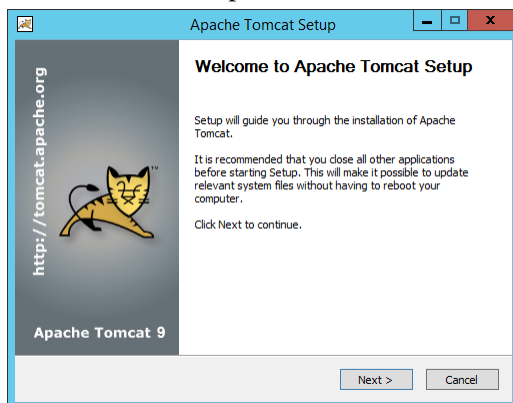 Apache Tomcat Setup
http://tomcat.apache.org
Apache Tomcat 9
Welcome to Apache Tomcat Setup
Setup will guide you through the installation of Apache
Tomcat.
It is recommended that you close all other applications
before starting Setup. This will make it possible to update
relevant system files without having to reboot your
computer.
Click Next to continue.
Next >
Cancel